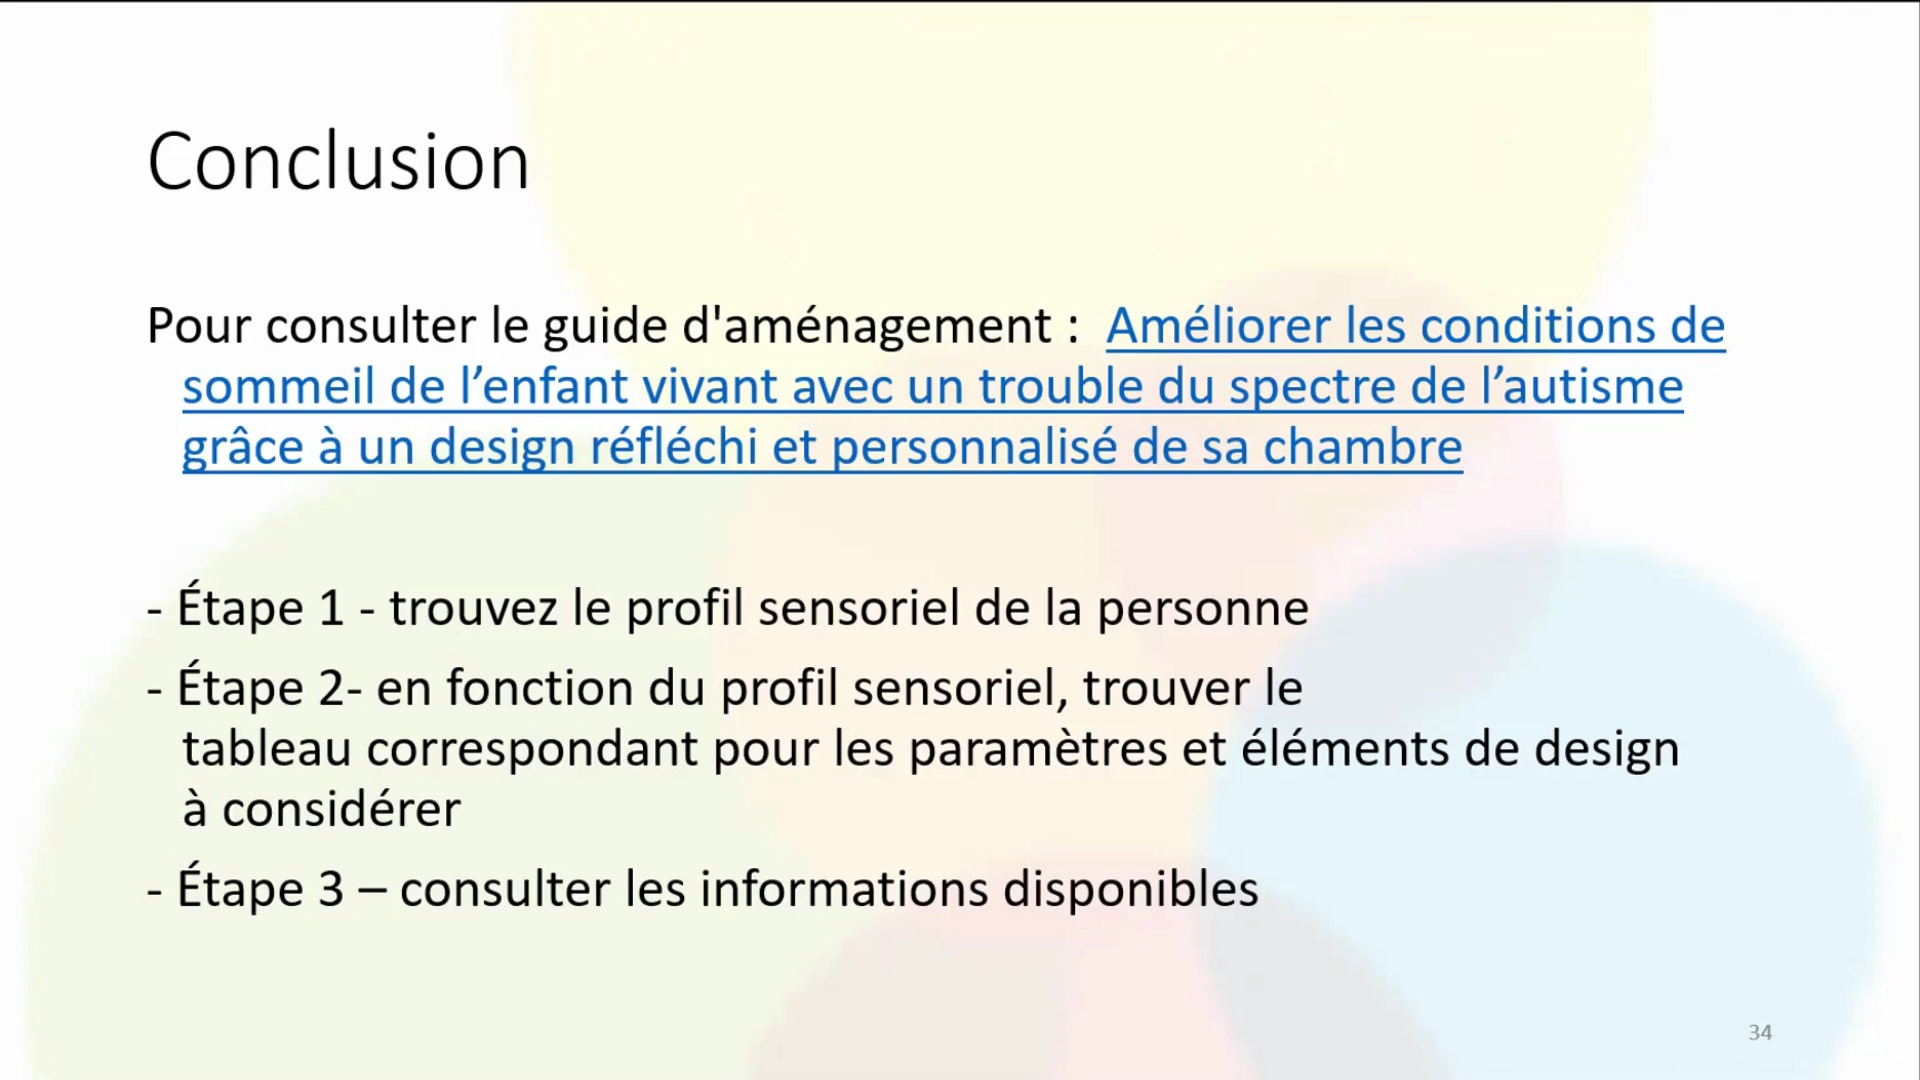 Conclusion
Pour consulter le guide d'aménagement :  Améliorer les conditions de
sommeil de l’enfant vivant avec un trouble du spectre de l’autisme
grâce à un design réfléchi et personnalisé de sa chambre
- Étape 1 - trouvez le profil sensoriel de la personne
- Étape 2- en fonction du profil sensoriel, trouver le
tableau correspondant pour les paramètres et éléments de design
à considérer
- Étape 3 – consulter les informations disponibles
34